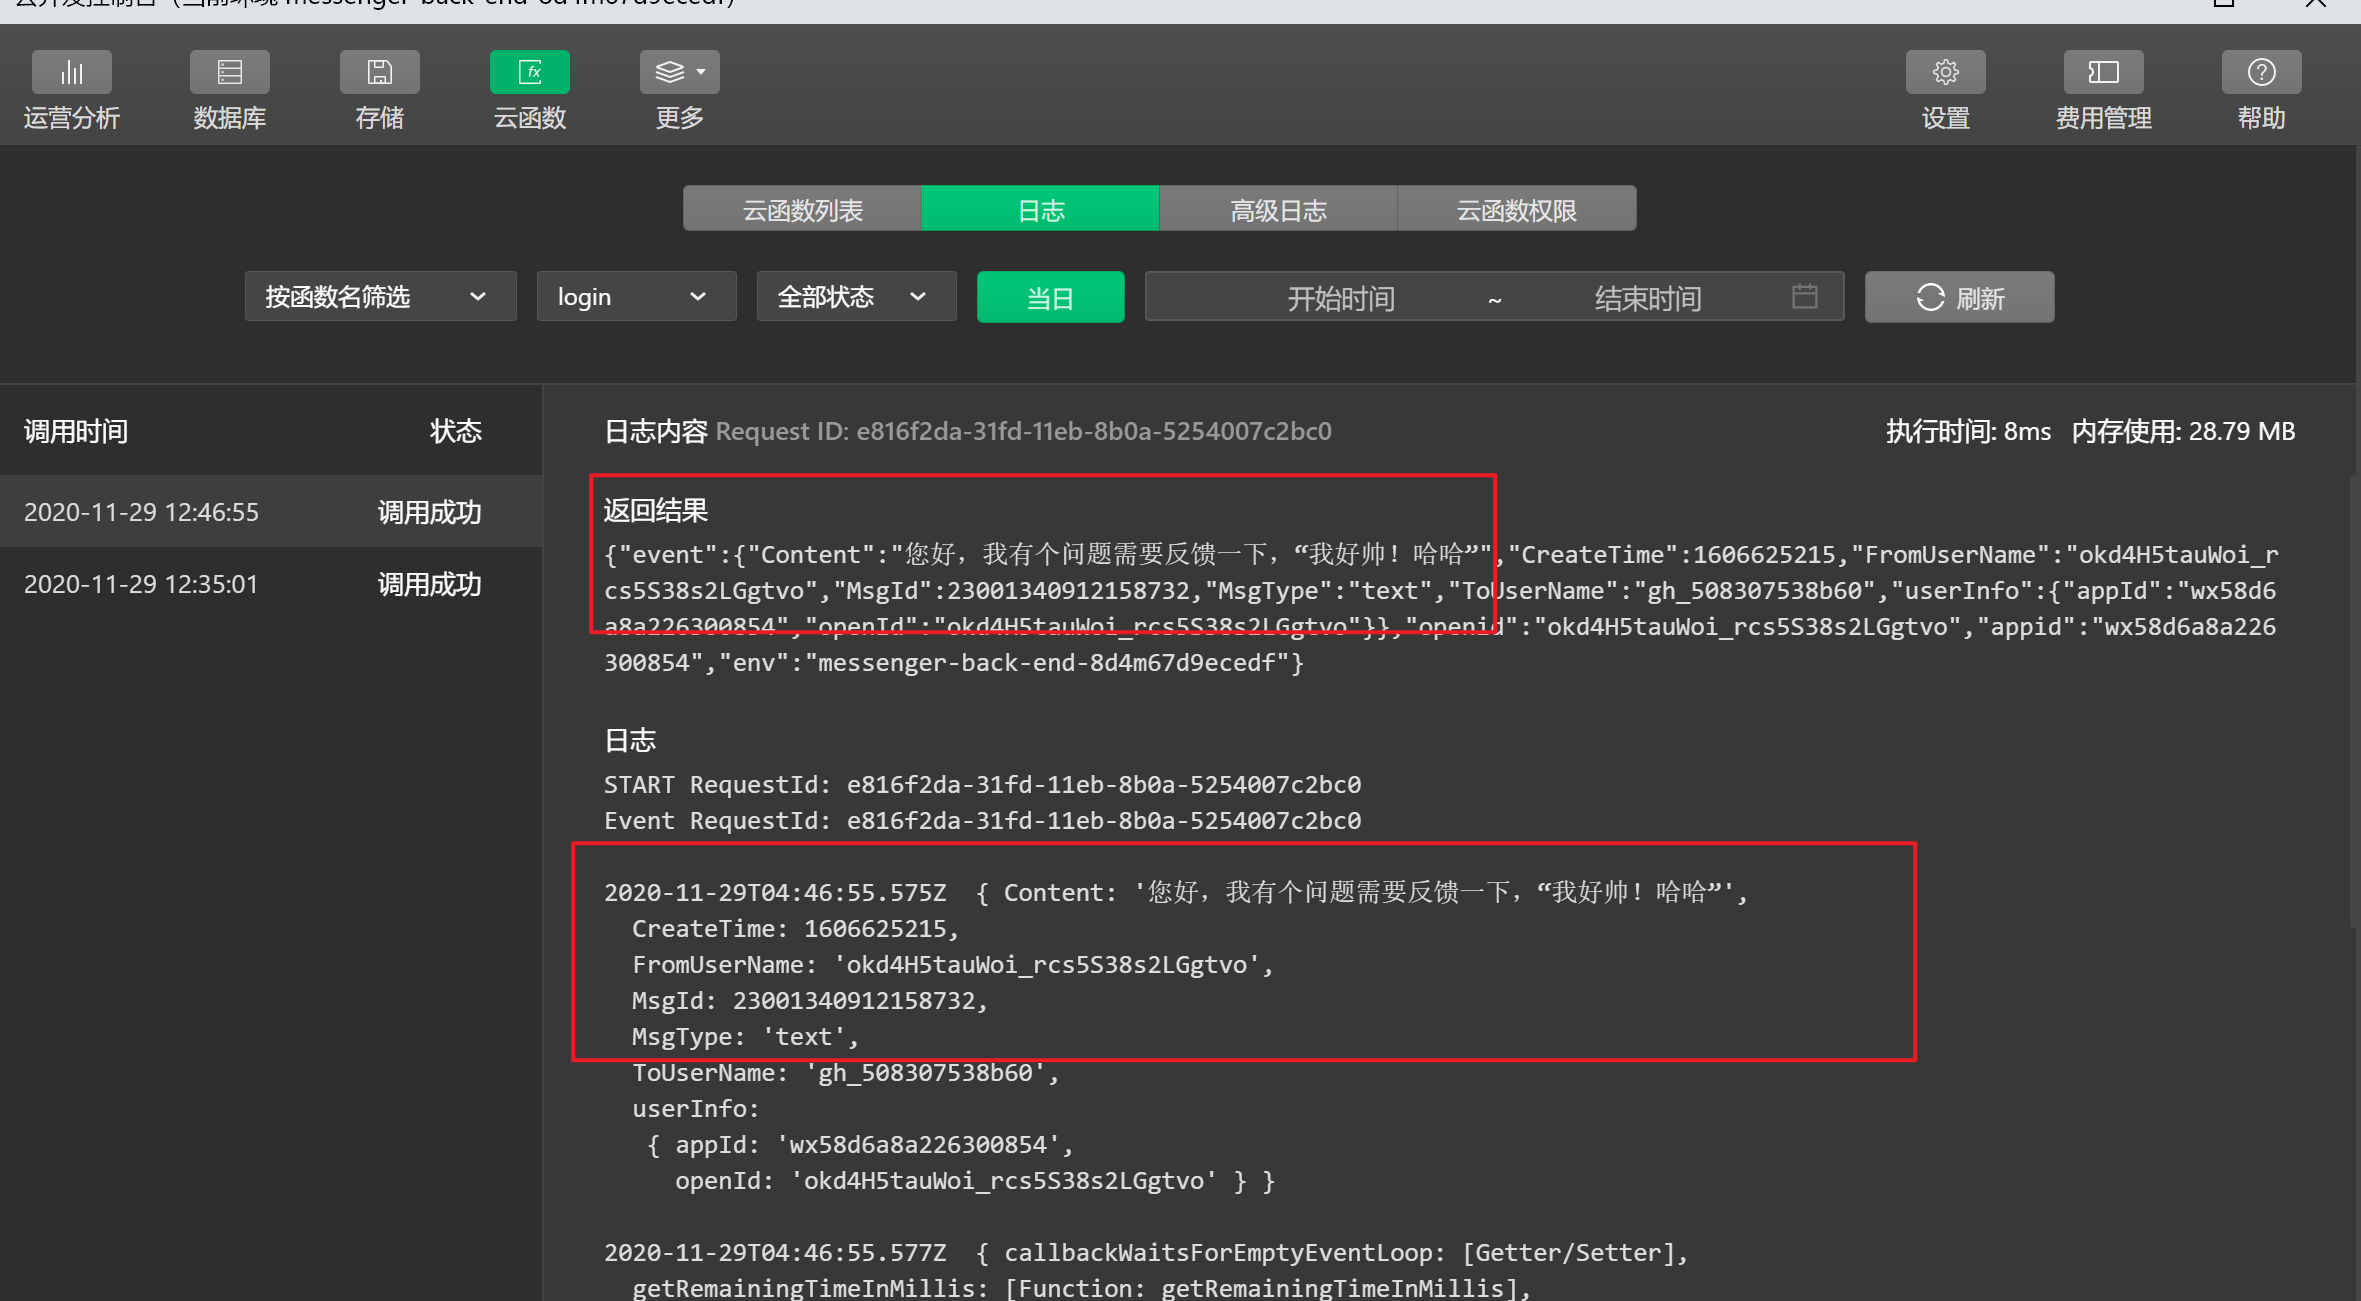 messenger-back-end-8d4m67d9ecedf)
运营分析
数据库
存储
云函数
更多
设置
费用管理
帮助
云函数列表
日志
高级日志
云函数权限
按函数名筛选
login
全部状态
当日
开始时间 ~ 结束时间
刷新
调用时间 状态
2020-11-29 12:46:55 调用成功
2020-11-29 12:35:01 调用成功
日志内容 Request ID: e816f2da-31fd-11eb-8b0a-5254007c2bc0
执行时间: 8ms 内存使用: 28.79 MB
返回结果
{"event":{"Content":"您好，我有个问题需要反馈一下，“我好帅！哈哈”","CreateTime":1606625215,"FromUserName":"okd4H5tauWoi_r
cs5S38s2LGgtvo","MsgId":23001340912158732,"MsgType":"text","ToUserName":"gh_508307538b60","userInfo":{"appId":"wx58d6
a8a226300854","openId":"okd4H5tauWoi_rcs5S38s2LGgtvo"}},"openid":"okd4H5tauWoi_rcs5S38s2LGgtvo","appid":"wx58d6a8a226
300854","env":"messenger-back-end-8d4m67d9ecedf"}
日志
START RequestId: e816f2da-31fd-11eb-8b0a-5254007c2bc0
Event RequestId: e816f2da-31fd-11eb-8b0a-5254007c2bc0
2020-11-29T04:46:55.575Z { Content: '您好，我有个问题需要反馈一下，“我好帅！哈哈”',
CreateTime: 1606625215,
FromUserName: 'okd4H5tauWoi_rcs5S38s2LGgtvo',
MsgId: 23001340912158732,
MsgType: 'text',
ToUserName: 'gh_508307538b60',
userInfo:
{ appId: 'wx58d6a8a226300854',
openId: 'okd4H5tauWoi_rcs5S38s2LGgtvo' } }
2020-11-29T04:46:55.577Z { callbackWaitsForEmptyEventLoop: [Getter/Setter],
getRemainingTimeInMillis: [Function: getRemainingTimeInMillis],